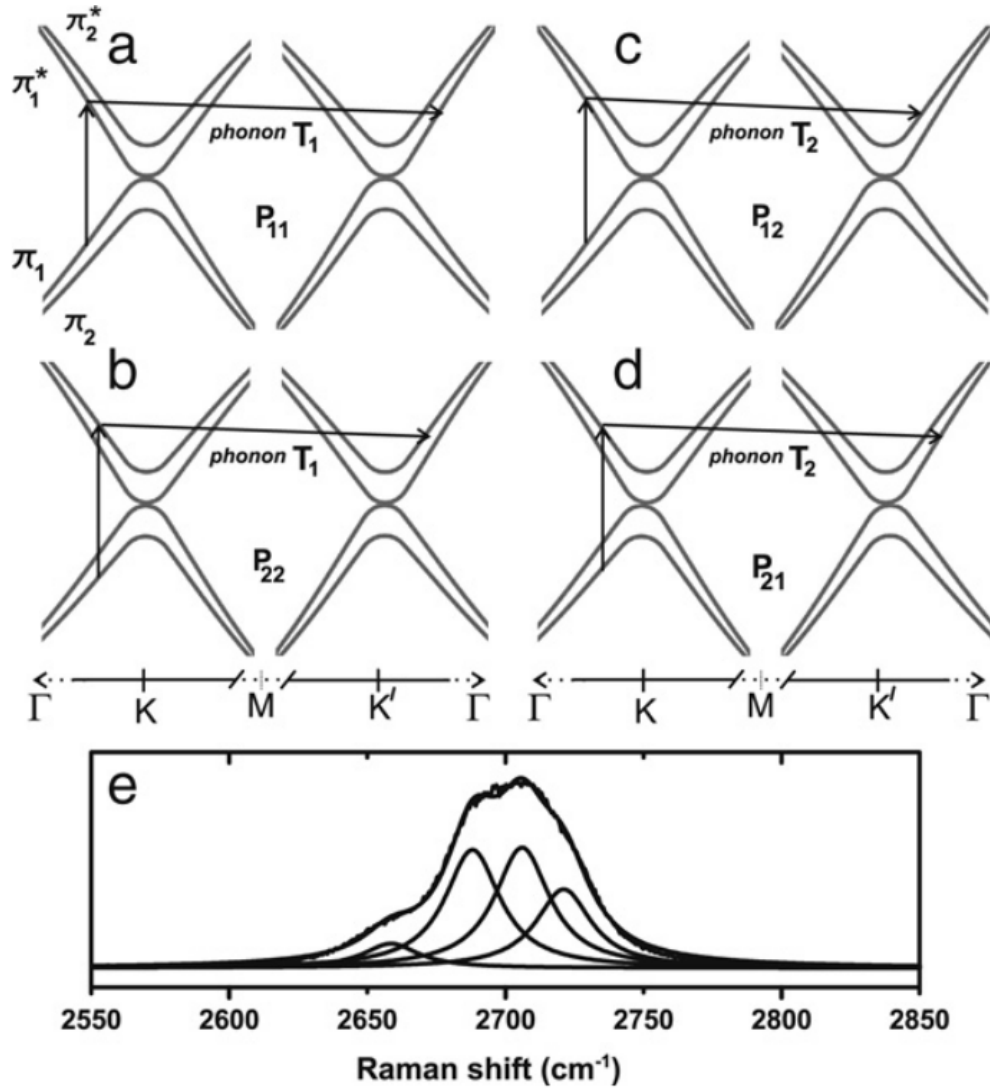 π₂*
a
c
π₁*
phonon T₁
phonon T₂
P₁₁
P₁₂
π₁
π₂
b
d
phonon T₁
phonon T₂
P₂₂
P₂₁
Γ K M K′ Γ
Γ K M K′ Γ
e
2550 2600 2650 2700 2750 2800 2850
Raman shift (cm⁻¹)